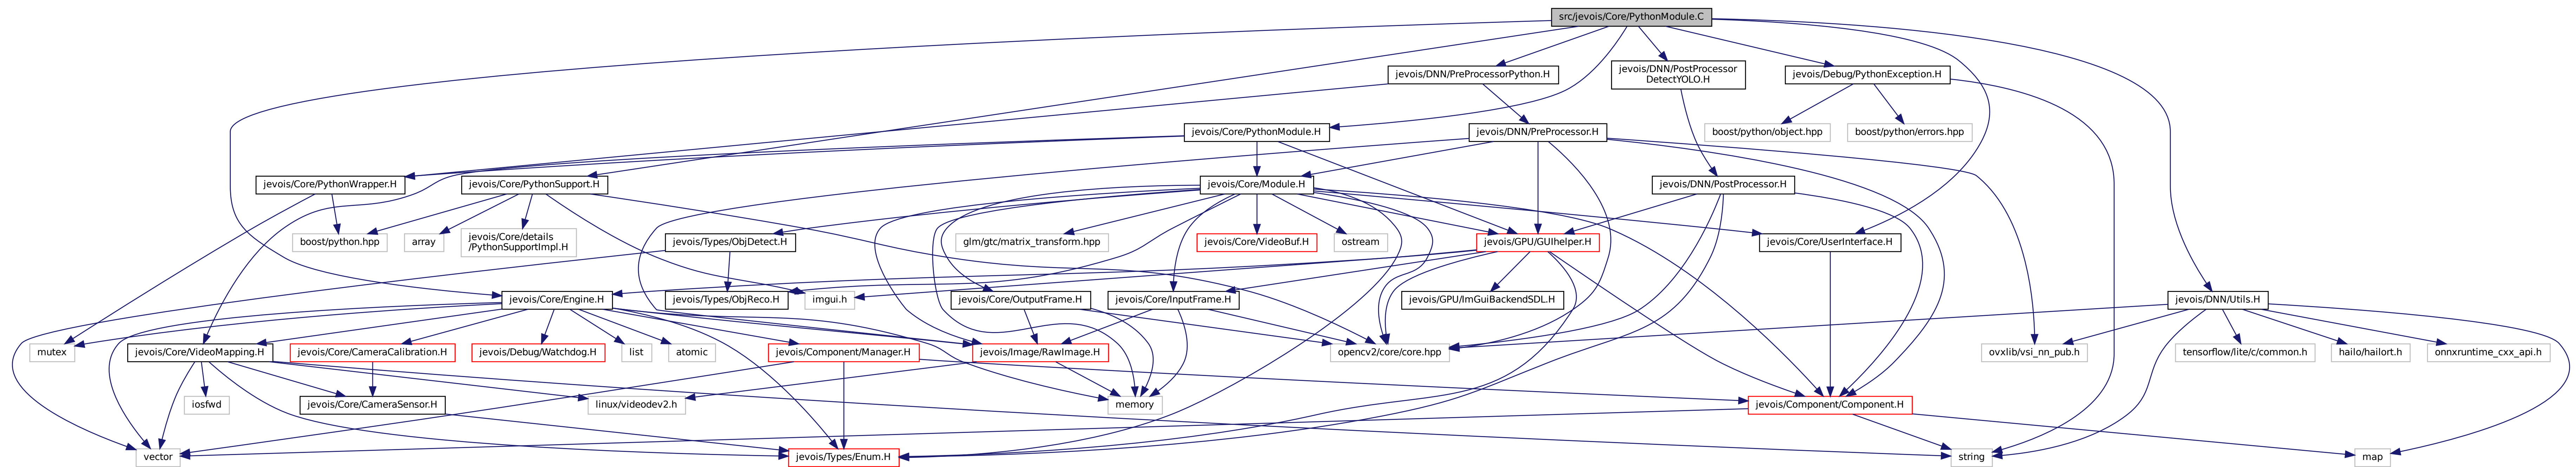 src/jevois/Core/PythonModule.C
jevois/DNN/PreProcessorPython.H
jevois/DNN/PostProcessor
DetectYOLO.H
jevois/Debug/PythonException.H
jevois/Core/PythonModule.H
jevois/DNN/PreProcessor.H
boost/python/object.hpp
boost/python/errors.hpp
jevois/Core/PythonWrapper.H
jevois/Core/PythonSupport.H
jevois/Core/Module.H
jevois/DNN/PostProcessor.H
boost/python.hpp
array
jevois/Core/details
/PythonSupportImpl.H
jevois/Types/ObjDetect.H
glm/gtc/matrix_transform.hpp
jevois/Core/VideoBuf.H
ostream
jevois/GPU/GUIhelper.H
jevois/Core/UserInterface.H
jevois/Core/Engine.H
jevois/Types/ObjReco.H
imgui.h
jevois/Core/OutputFrame.H
jevois/Core/InputFrame.H
jevois/GPU/ImGuiBackendSDL.H
jevois/DNN/Utils.H
mutex
jevois/Core/VideoMapping.H
jevois/Core/CameraCalibration.H
jevois/Debug/Watchdog.H
list
atomic
jevois/Component/Manager.H
jevois/Image/RawImage.H
opencv2/core/core.hpp
ovxlib/vsi_nn_pub.h
tensorflow/lite/c/common.h
hailo/hailort.h
onnxruntime_cxx_api.h
iosfwd
jevois/Core/CameraSensor.H
linux/videodev2.h
memory
jevois/Component/Component.H
vector
jevois/Types/Enum.H
string
map